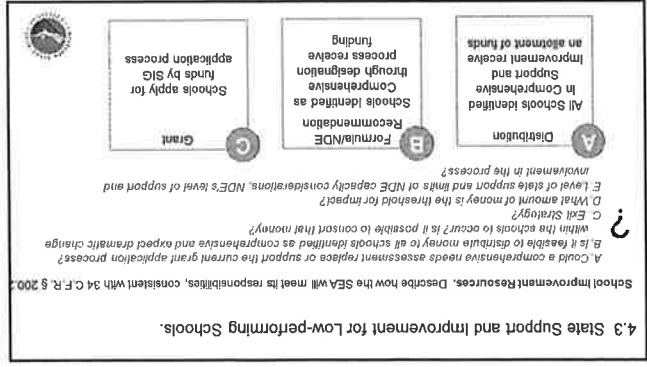 4.3 State Support and Improvement for Low-performing Schools.
School Improvement Resources. Describe how the SEA will meet its responsibilities, consistent with 34 C.F.R. § 200.
?
A. Could a comprehensive needs assessment replace or support the current grant application process?
B. Is it feasible to distribute money to all schools identified as comprehensive and expect dramatic change
within the schools to occur? Is it possible to consort that money?
C. Exit Strategy?
D. What amount of money is the threshold for impact?
E. Level of state support and limits of NDE capacity considerations, NDE's level of support and
involvement in the process?
A
Distribution
All Schools Identified
In Comprehensive
Support and
Improvement receive
an allotment of funds
B
Formula/NDE
Recommendation
Schools Identified as
Comprehensive
through designation
process receive
funding
C
Grant
Schools apply for
funds by SIG
application process